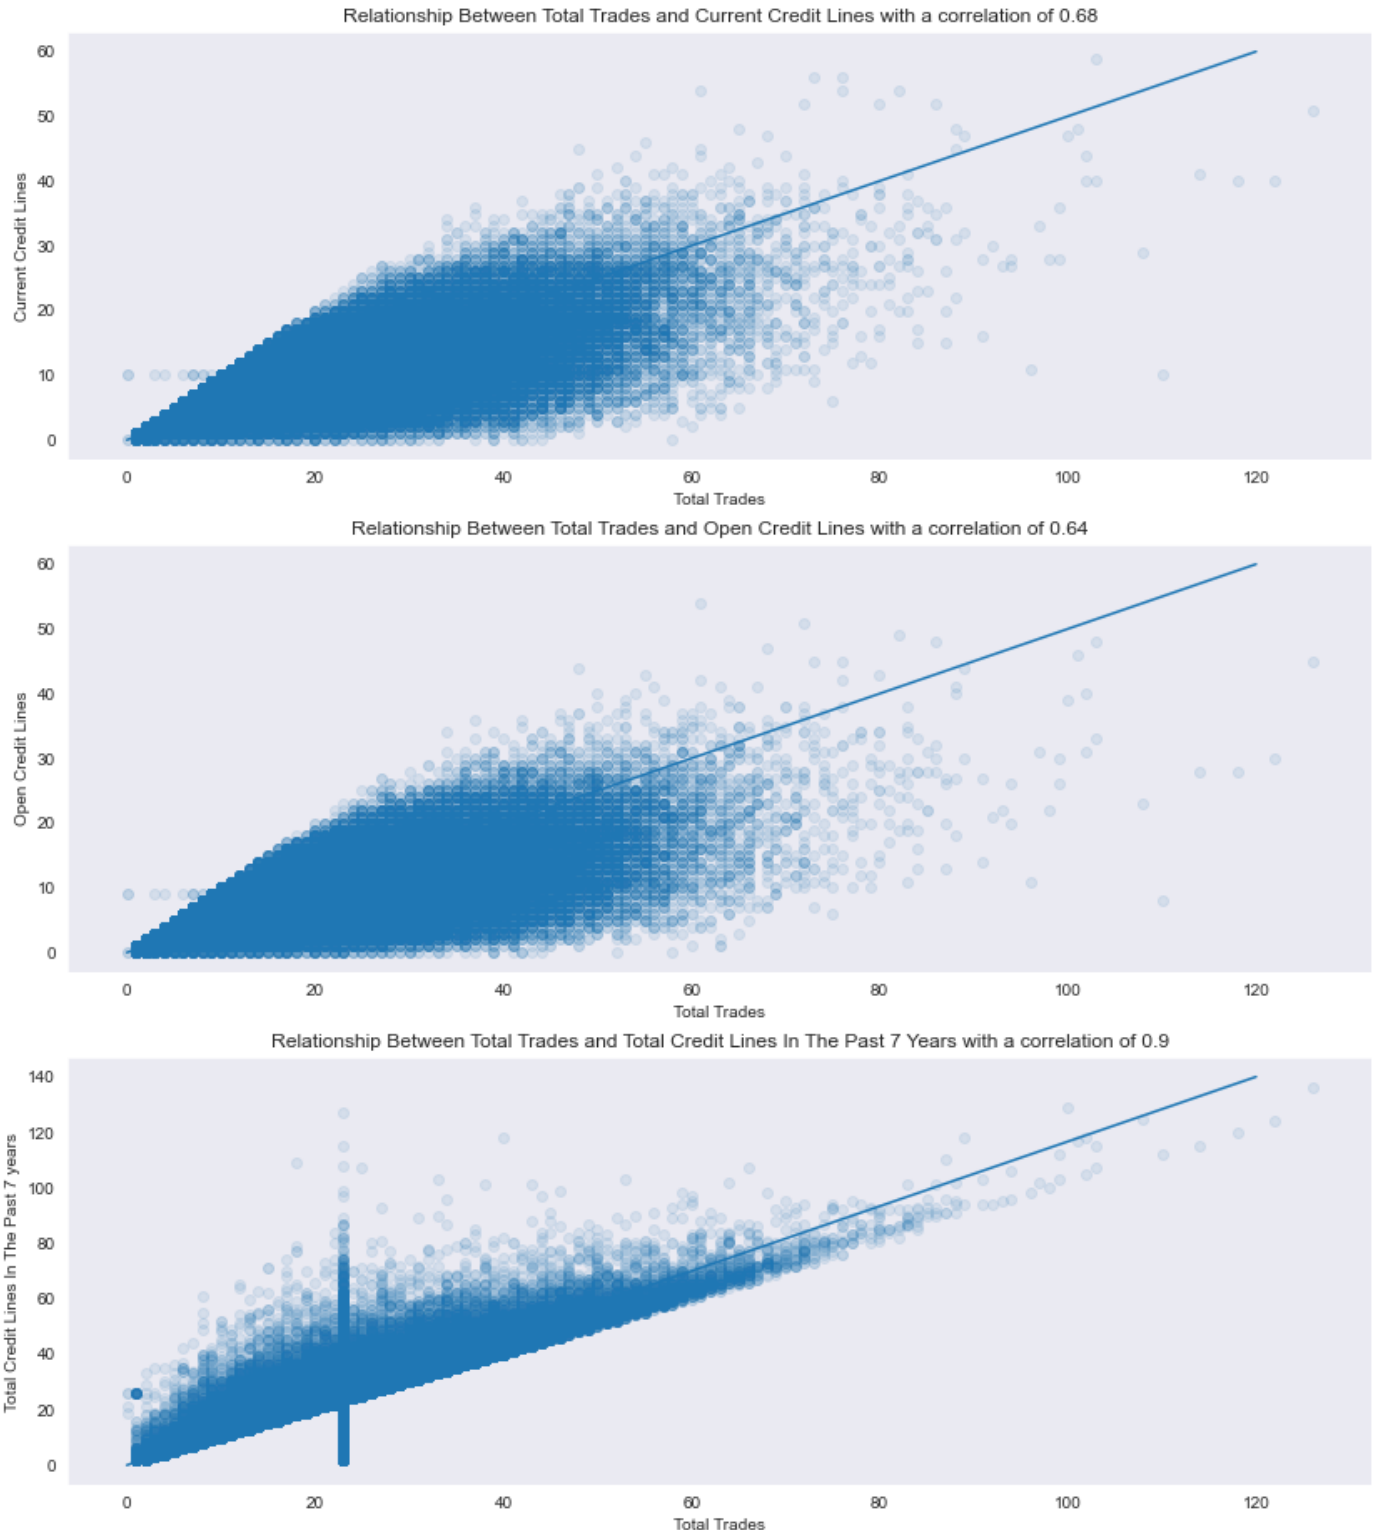 Relationship Between Total Trades and Current Credit Lines with a correlation of 0.68
60
50
40
30
20
10
0
Current Credit Lines
0 20 40 60 80 100 120
Total Trades
Relationship Between Total Trades and Open Credit Lines with a correlation of 0.64
60
50
40
30
20
10
0
Open Credit Lines
0 20 40 60 80 100 120
Total Trades
Relationship Between Total Trades and Total Credit Lines In The Past 7 Years with a correlation of 0.9
140
120
100
80
60
40
20
0
Total Credit Lines In The Past 7 years
0 20 40 60 80 100 120
Total Trades